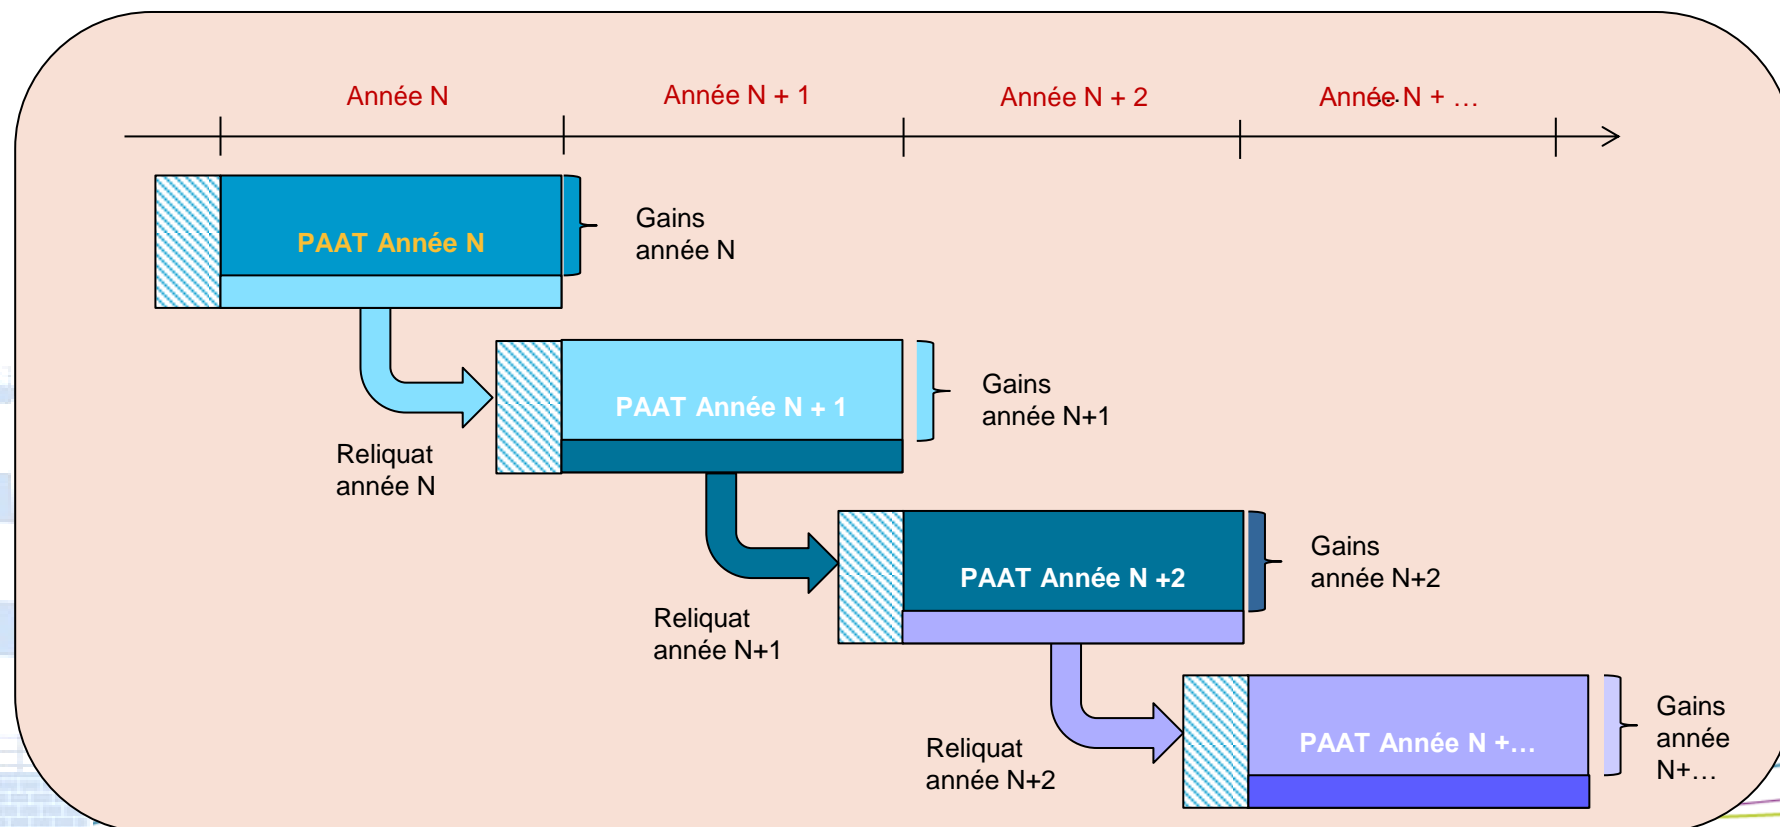 Année N
Année N + 1
Année N + 2
Année N + …
...
PAAT Année N
Gains
année N
Reliquat
année N
PAAT Année N + 1
Gains
année N+1
Reliquat
année N+1
PAAT Année N +2
Gains
année N+2
Reliquat
année N+2
PAAT Année N +…
Gains
année
N+…